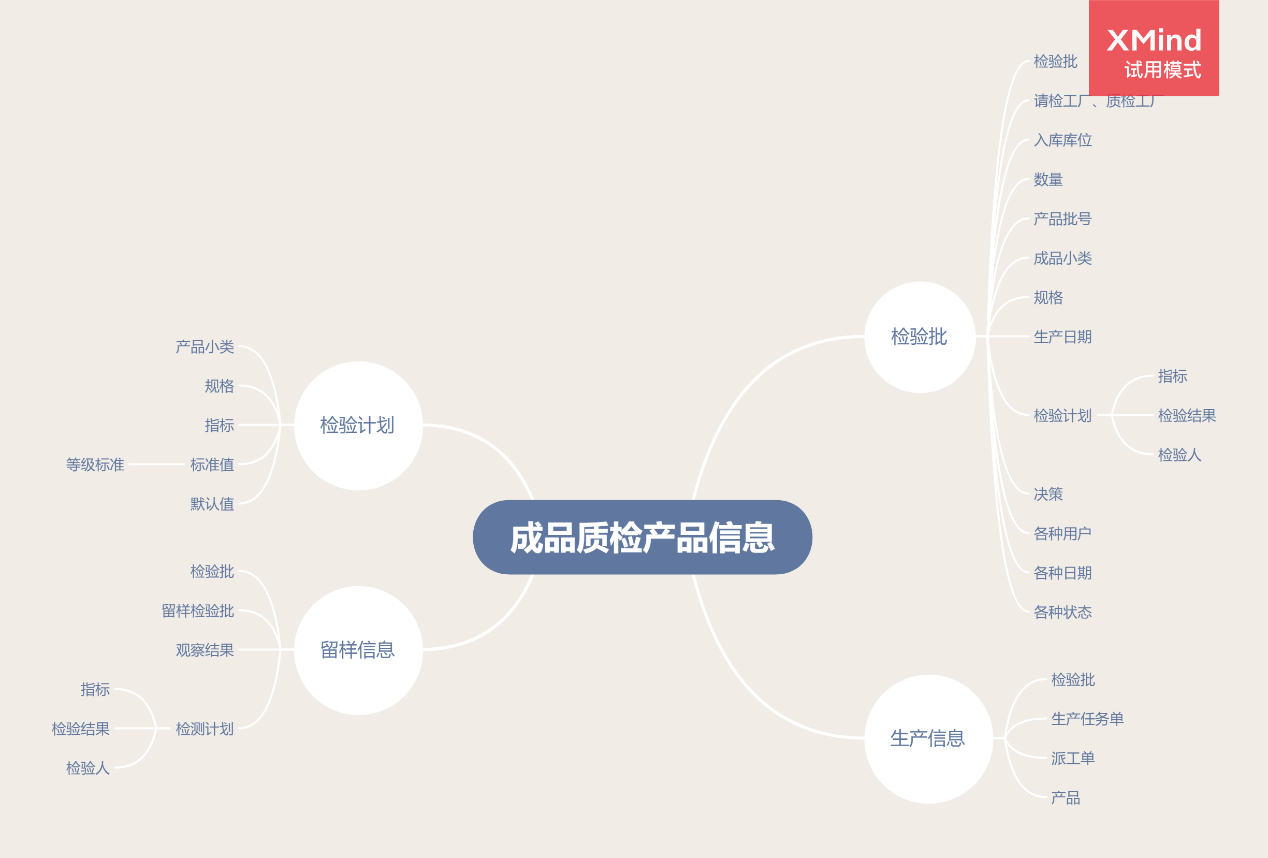 XMind
试用模式
检验批
请检工厂、质检工厂
入库库位
数量
产品批号
成品小类
规格
生产日期
检验批
指标
检验计划
检验结果
检验人
决策
各种用户
各种日期
各种状态
产品小类
规格
指标
检验计划
等级标准
标准值
默认值
成品质检产品信息
检验批
留样检验批
观察结果
留样信息
指标
检验结果
检测计划
检验人
检验批
生产任务单
生产信息
派工单
产品